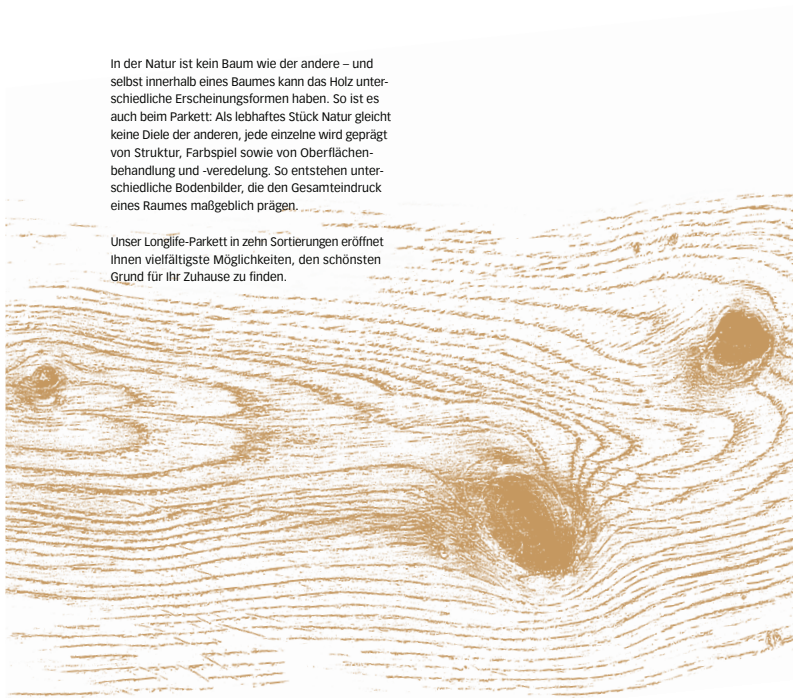 In der Natur ist kein Baum wie der andere – und
selbst innerhalb eines Baumes kann das Holz unter-
schiedliche Erscheinungsformen haben. So ist es
auch beim Parkett: Als lebhaftes Stück Natur gleicht
keine Diele der anderen, jede einzelne wird geprägt
von Struktur, Farbspiel sowie von Oberflächen-
behandlung und -veredelung. So entstehen unter-
schiedliche Bodenbilder, die den Gesamteindruck
eines Raumes maßgeblich prägen.
Unser Longlife-Parkett in zehn Sortierungen eröffnet
Ihnen vielfältigste Möglichkeiten, den schönsten
Grund für Ihr Zuhause zu finden.